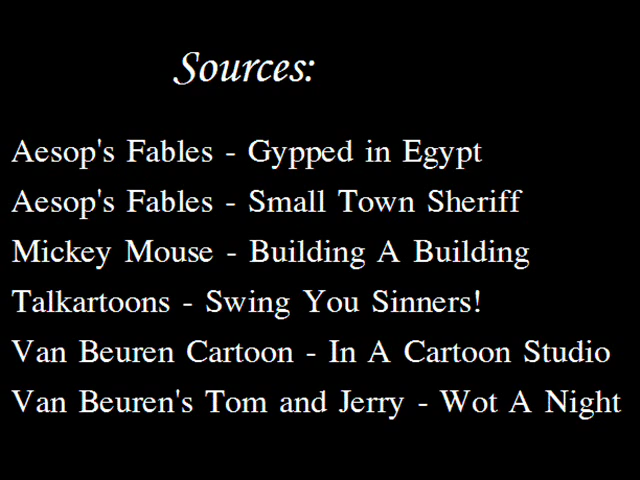 Sources:
Aesop's Fables - Gypped in Egypt
Aesop's Fables - Small Town Sheriff
Mickey Mouse - Building A Building
Talkartoons - Swing You Sinners!
Van Beuren Cartoon - In A Cartoon Studio
Van Beuren's Tom and Jerry - Wot A Night